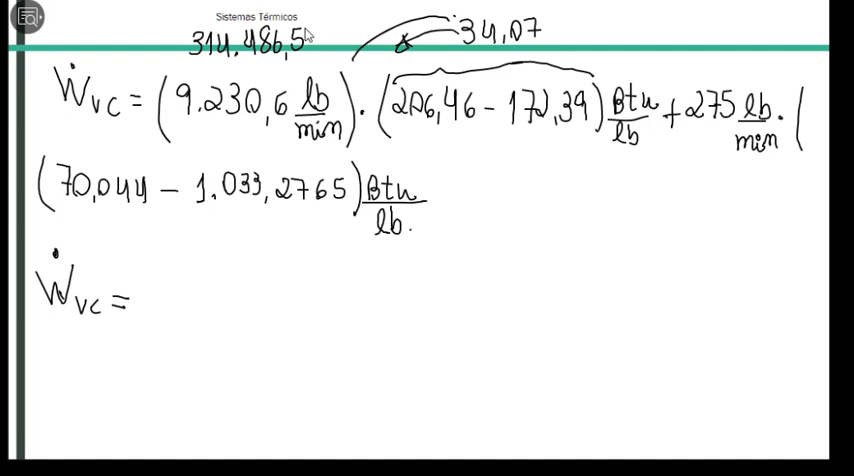 Sistemas Térmicos
314.486,5 34,07
Ẇvc = (9.230,6 lb/min) · (206,46 - 172,39) Btu/lb + 275 lb/min · (
(70,044 - 1.033,2765) Btu/lb.
Ẇvc =